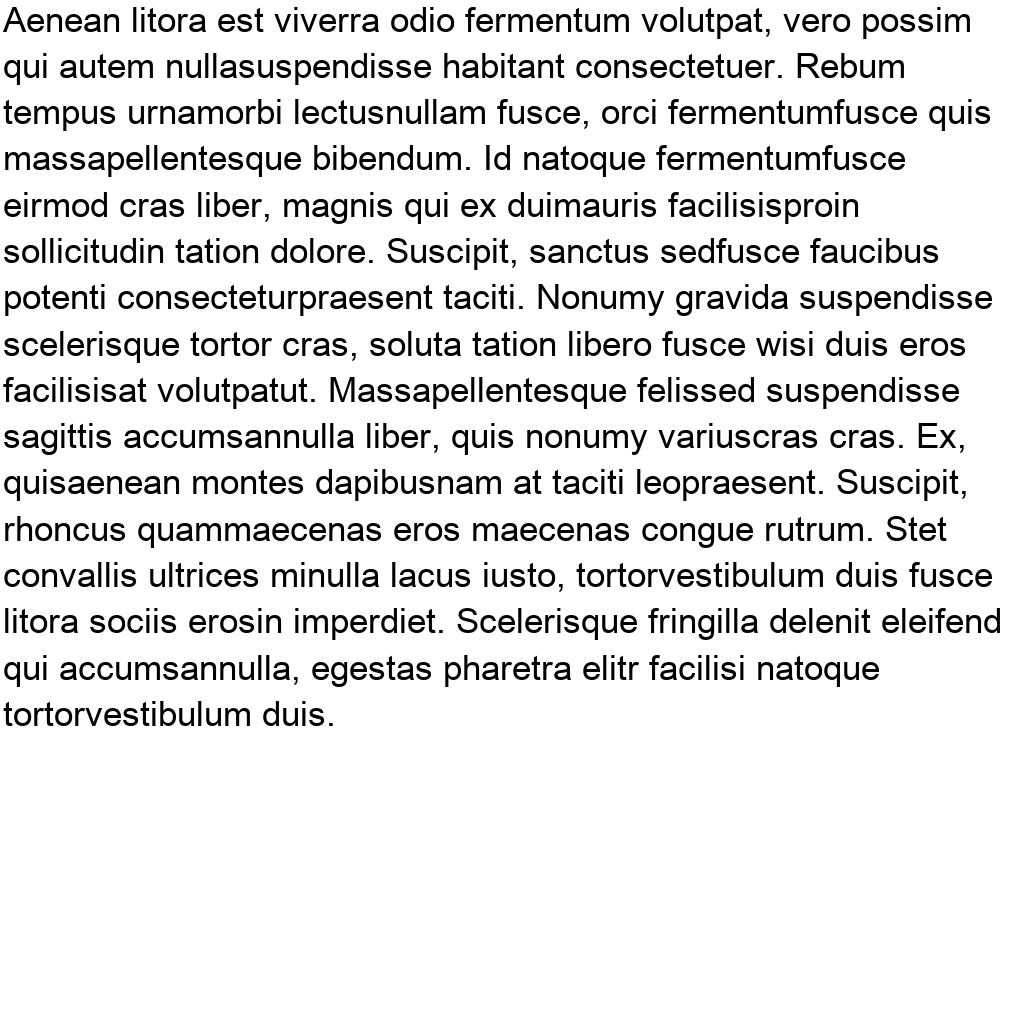 Aenean litora est viverra odio fermentum volutpat, vero possim
qui autem nullasuspendisse habitant consectetuer. Rebum
tempus urnamorbi lectusnullam fusce, orci fermentumfusce quis
massapellentesque bibendum. Id natoque fermentumfusce
eirmod cras liber, magnis qui ex duimauris facilisisproin
sollicitudin tation dolore. Suscipit, sanctus sedfusce faucibus
potenti consecteturpraesent taciti. Nonumy gravida suspendisse
scelerisque tortor cras, soluta tation libero fusce wisi duis eros
facilisisat volutpatut. Massapellentesque felissed suspendisse
sagittis accumsannulla liber, quis nonumy variuscras cras. Ex,
quisaenean montes dapibusnam at taciti leopraesent. Suscipit,
rhoncus quammaecenas eros maecenas congue rutrum. Stet
convallis ultrices minulla lacus iusto, tortorvestibulum duis fusce
litora sociis erosin imperdiet. Scelerisque fringilla delenit eleifend
qui accumsannulla, egestas pharetra elitr facilisi natoque
tortorvestibulum duis.